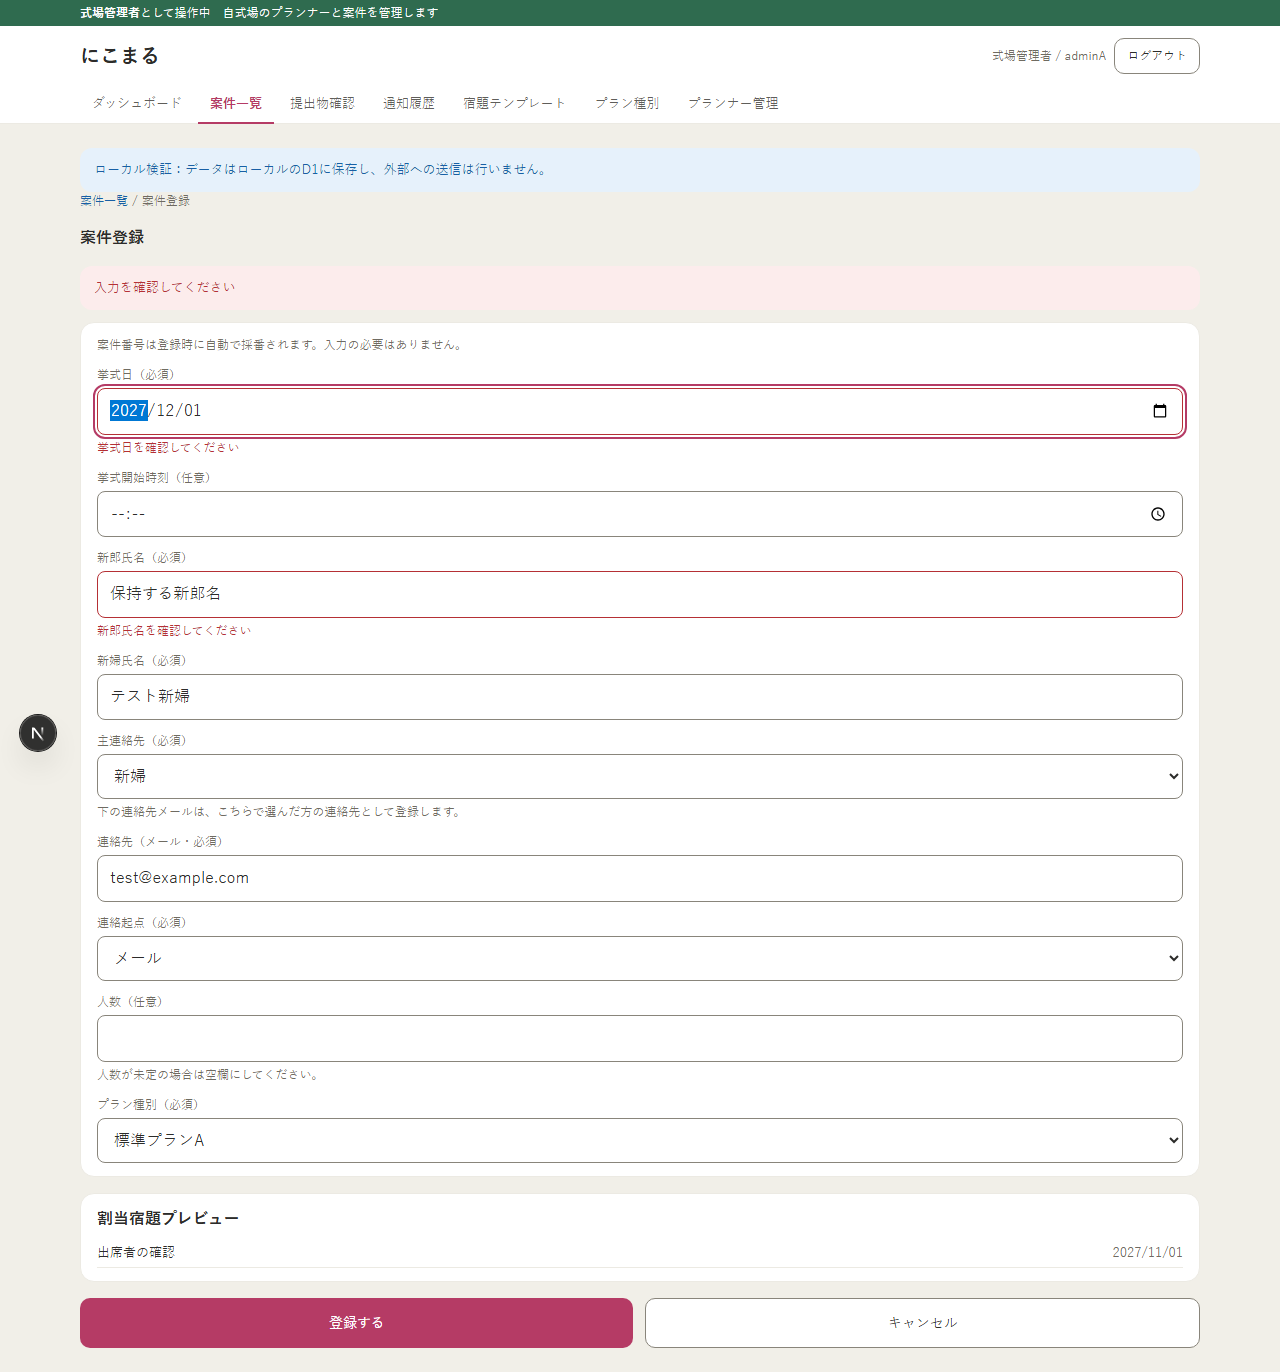 式場管理者として操作中 自式場のプランナーと案件を管理します
にこまる
式場管理者 / adminA
ログアウト
ダッシュボード
案件一覧
提出物確認
通知履歴
宿題テンプレート
プラン種別
プランナー管理
ローカル検証：データはローカルのD1に保存し、外部への送信は行いません。
案件一覧 / 案件登録
案件登録
入力を確認してください
案件番号は登録時に自動で採番されます。入力の必要はありません。
挙式日（必須）
2027/12/01
挙式日を確認してください
挙式開始時刻（任意）
--:--
新郎氏名（必須）
保持する新郎名
新郎氏名を確認してください
新婦氏名（必須）
テスト新婦
主連絡先（必須）
新婦
下の連絡先メールは、こちらで選んだ方の連絡先として登録します。
連絡先（メール・必須）
test@example.com
連絡起点（必須）
メール
人数（任意）
人数が未定の場合は空欄にしてください。
プラン種別（必須）
標準プランA
割当宿題プレビュー
出席者の確認
2027/11/01
登録する
キャンセル
N